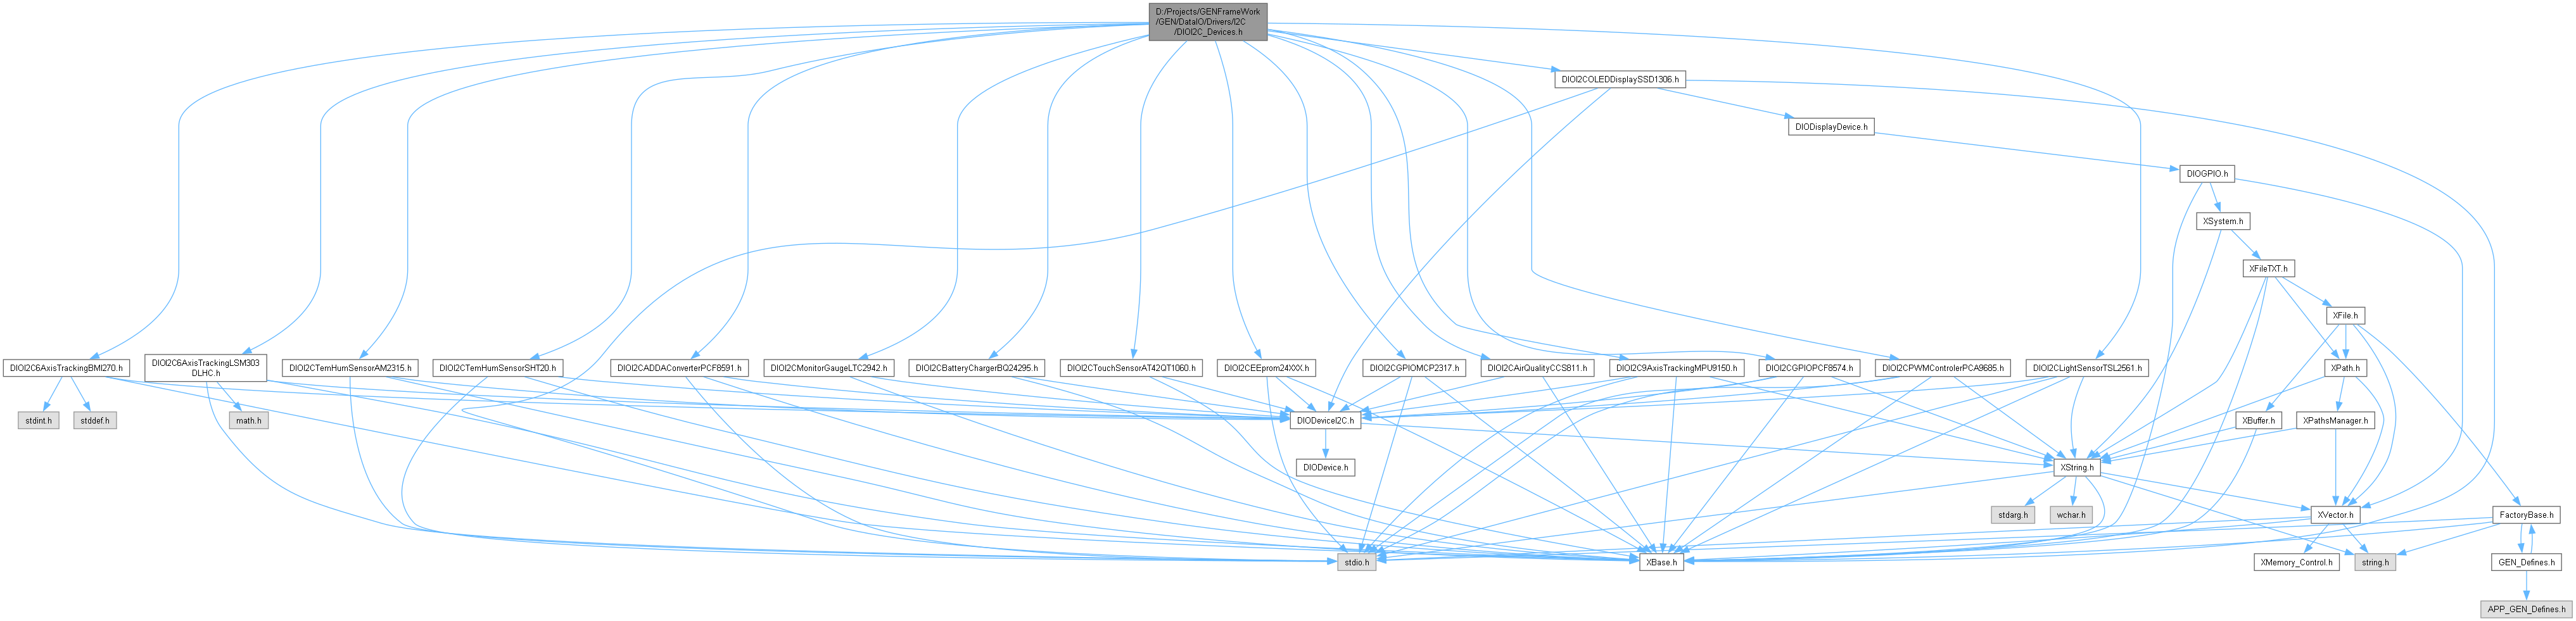 D:/Projects/GENFrameWork
/GEN/DataIO/Drivers/I2C
/DIOI2C_Devices.h
DIOI2COLEDDisplaySSD1306.h
DIODisplayDevice.h
DIOGPIO.h
XSystem.h
XFileTXT.h
XFile.h
DIOI2C6AxisTrackingBMI270.h
DIOI2C6AxisTrackingLSM303
DLHC.h
DIOI2CTemHumSensorAM2315.h
DIOI2CTemHumSensorSHT20.h
DIOI2CADDAConverterPCF8591.h
DIOI2CMonitorGaugeLTC2942.h
DIOI2CBatteryChargerBQ24295.h
DIOI2CTouchSensorAT42QT1060.h
DIOI2CEEprom24XXX.h
DIOI2CGPIOMCP2317.h
DIOI2CAirQualityCCS811.h
DIOI2C9AxisTrackingMPU9150.h
DIOI2CGPIOPCF8574.h
DIOI2CPWMControlerPCA9685.h
DIOI2CLightSensorTSL2561.h
XPath.h
stdint.h
stddef.h
math.h
DIODeviceI2C.h
XBuffer.h
XPathsManager.h
DIODevice.h
XString.h
stdarg.h
wchar.h
XVector.h
FactoryBase.h
stdio.h
XBase.h
XMemory_Control.h
string.h
GEN_Defines.h
APP_GEN_Defines.h